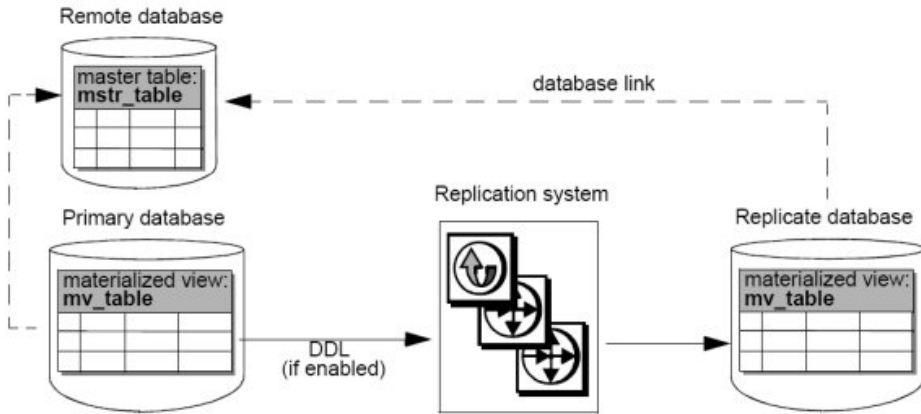 Remote database
master table:
mstr_table
database link
Replication system
Primary database
materialized view:
mv_table
DDL
(if enabled)
Replicate database
materialized view:
mv_table